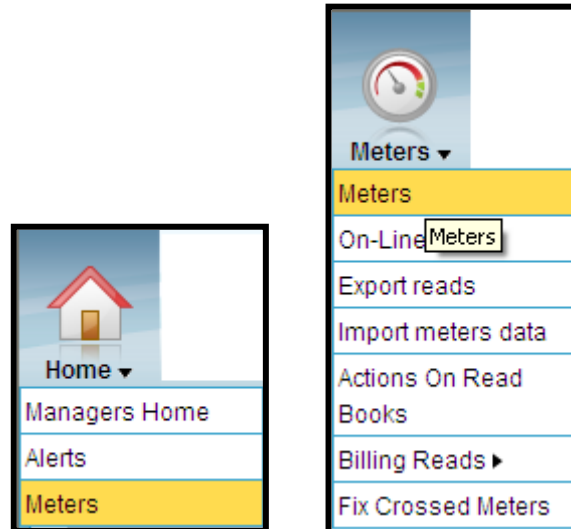 Home ▾
Managers Home
Alerts
Meters
Meters ▾
Meters
On-Line
Meters
Export reads
Import meters data
Actions On Read
Books
Billing Reads ▸
Fix Crossed Meters